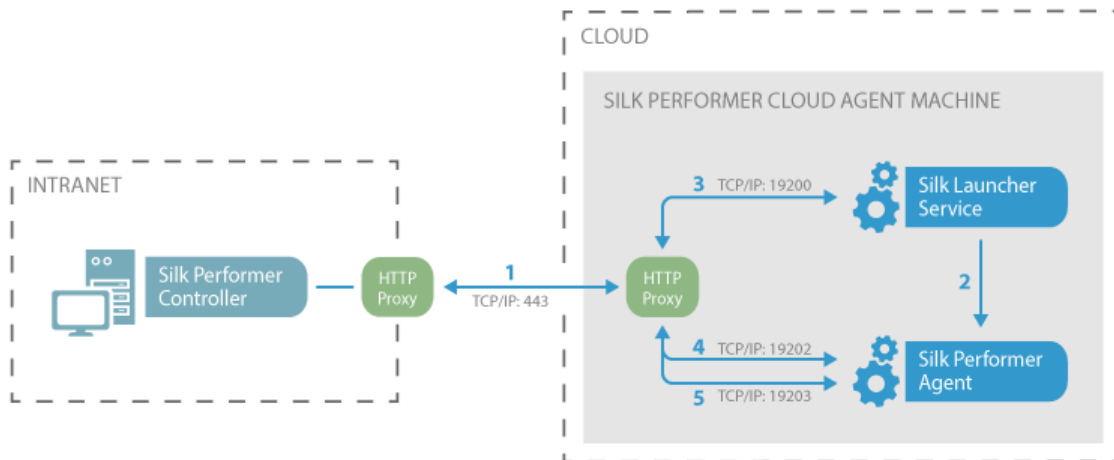 CLOUD
SILK PERFORMER CLOUD AGENT MACHINE
INTRANET
Silk Performer
Controller
HTTP
Proxy
1
TCP/IP: 443
HTTP
Proxy
3 TCP/IP: 19200
Silk Launcher
Service
2
4 TCP/IP: 19202
5 TCP/IP: 19203
Silk Performer
Agent